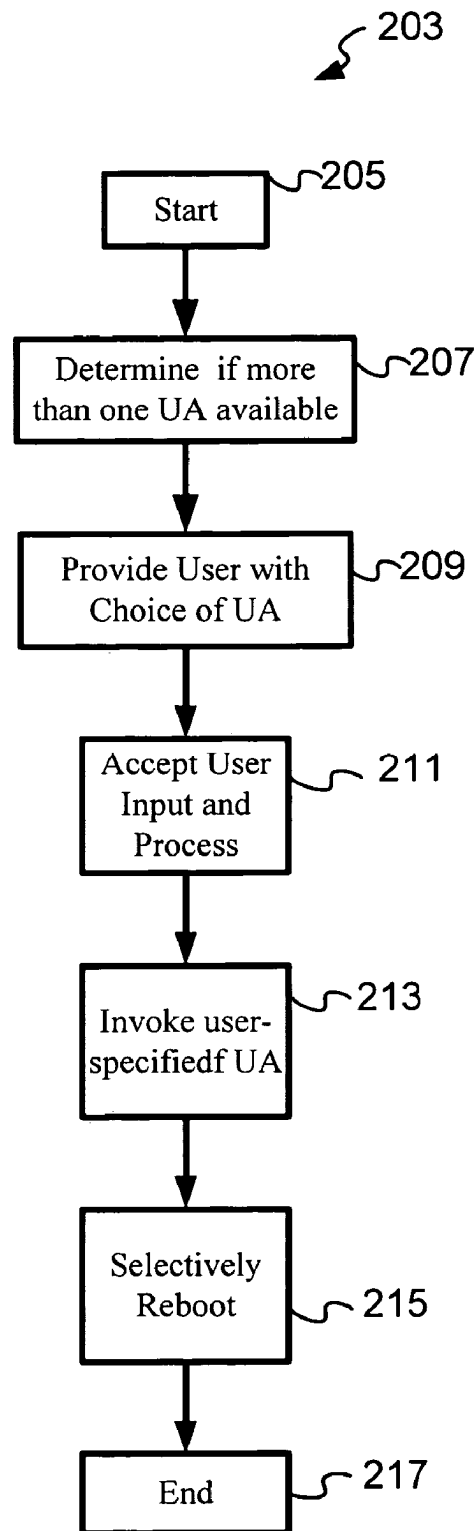 203
205
Start
207
Determine if more
than one UA available
209
Provide User with
Choice of UA
211
Accept User
Input and
Process
213
Invoke user-
specifiedf UA
Selectively
Reboot
215
End
217